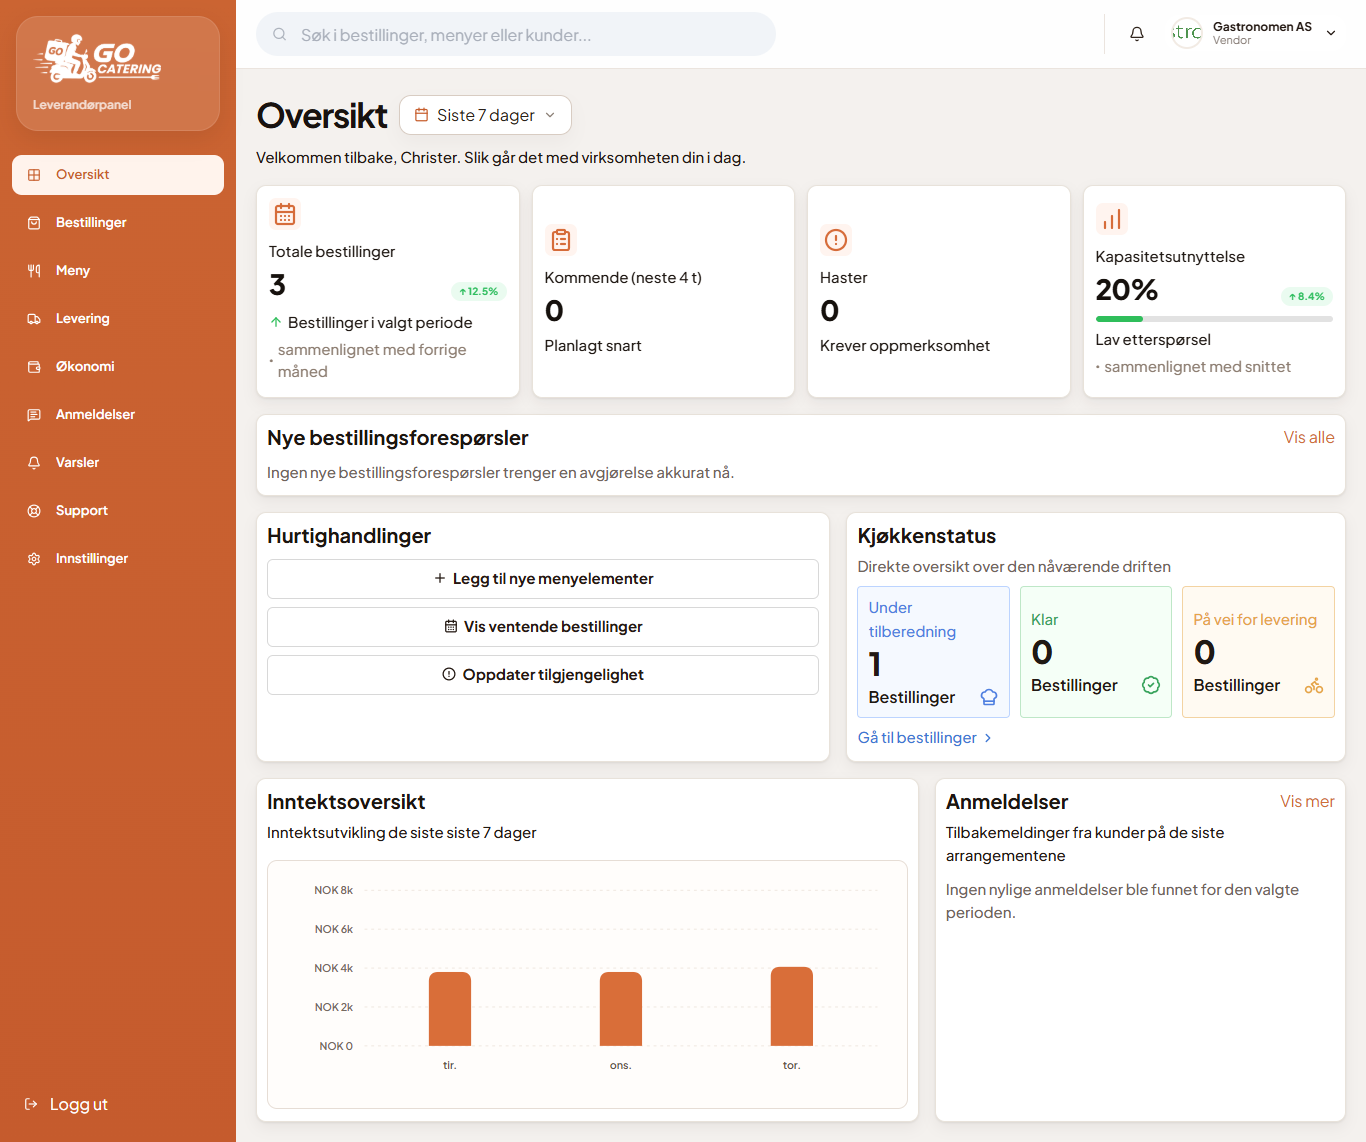 GO
GO
CATERING
Leverandørpanel
Oversikt
Bestillinger
Meny
Levering
Økonomi
Anmeldelser
Varsler
Support
Innstillinger
Logg ut
Søk i bestillinger, menyer eller kunder...
Gastronomen AS
Vendor
Oversikt
Siste 7 dager
Velkommen tilbake, Christer. Slik går det med virksomheten din i dag.
Totale bestillinger
3
12.5%
Bestillinger i valgt periode
• sammenlignet med forrige
måned
Kommende (neste 4 t)
0
Planlagt snart
Haster
0
Krever oppmerksomhet
Kapasitetsutnyttelse
20%
8.4%
Lav etterspørsel
• sammenlignet med snittet
Nye bestillingsforespørsler
Vis alle
Ingen nye bestillingsforespørsler trenger en avgjørelse akkurat nå.
Hurtighandlinger
Legg til nye menyelementer
Vis ventende bestillinger
Oppdater tilgjengelighet
Kjøkkenstatus
Direkte oversikt over den nåværende driften
Under
tilberedning
1
Bestillinger
Klar
0
Bestillinger
På vei for levering
0
Bestillinger
Gå til bestillinger
Inntektsoversikt
Inntektsutvikling de siste siste 7 dager
NOK 8k
NOK 6k
NOK 4k
NOK 2k
NOK 0
tir.
ons.
tor.
Anmeldelser
Vis mer
Tilbakemeldinger fra kunder på de siste
arrangementene
Ingen nylige anmeldelser ble funnet for den valgte
perioden.